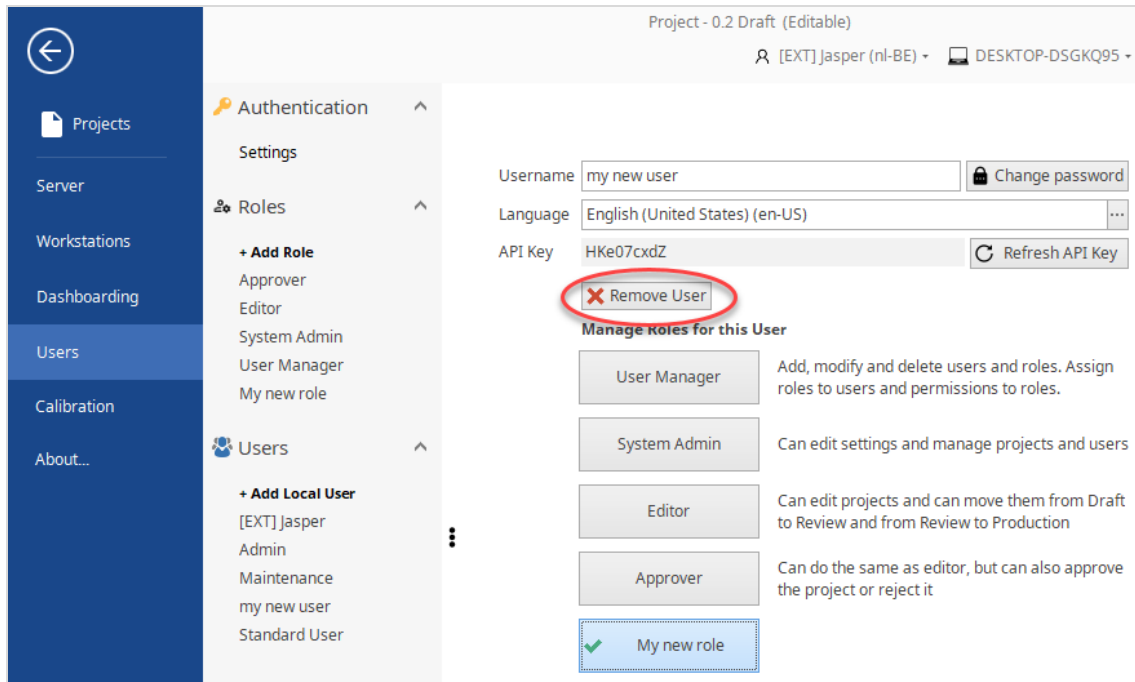 Project - 0.2 Draft (Editable)
[EXT] Jasper (nl-BE)
DESKTOP-DSGKQ95
Projects
Server
Workstations
Dashboarding
Users
Calibration
About...
Authentication
Settings
Roles
+ Add Role
Approver
Editor
System Admin
User Manager
My new role
Users
+ Add Local User
[EXT] Jasper
Admin
Maintenance
my new user
Standard User
Username my new user Change password
Language English (United States) (en-US) ...
API Key HKe07cxdZ Refresh API Key
Remove User
Manage Roles for this User
User Manager
Add, modify and delete users and roles. Assign
roles to users and permissions to roles.
System Admin
Can edit settings and manage projects and users
Editor
Can edit projects and can move them from Draft
to Review and from Review to Production
Approver
Can do the same as editor, but can also approve
the project or reject it
My new role